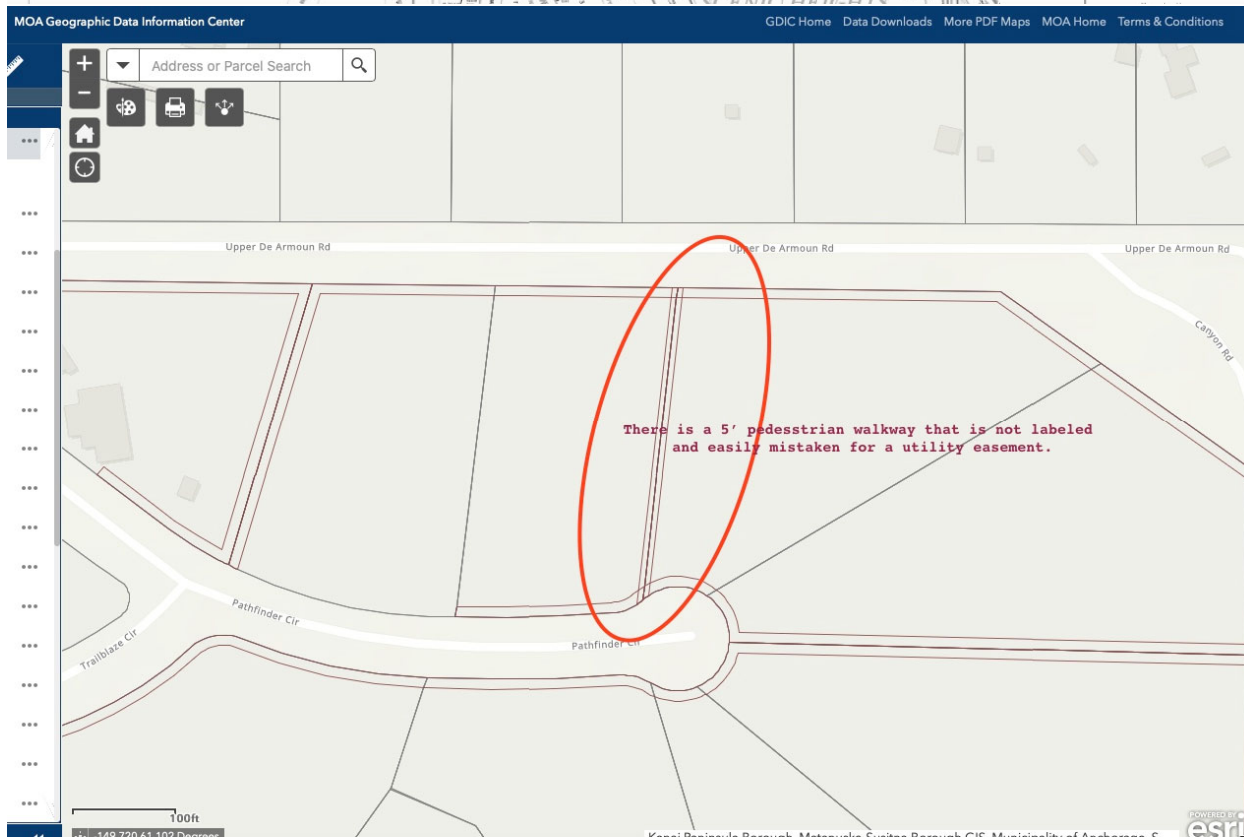 MOA Geographic Data Information Center
GDIC Home Data Downloads More PDF Maps MOA Home Terms & Conditions
Address or Parcel Search
Upper De Armoun Rd
Upper De Armoun Rd
Upper De Armoun Rd
Canyon Rd
There is a 5' pedesstrian walkway that is not labeled
and easily mistaken for a utility easement.
Pathfinder Cir
Trailblaze Cir
Pathfinder Cir
100ft
-149.720 61.102 Degrees
Kenai Peninsula Borough, Matanuska-Susitna Borough GIS, Municipality of Anchorage, S
POWERED BY
esri